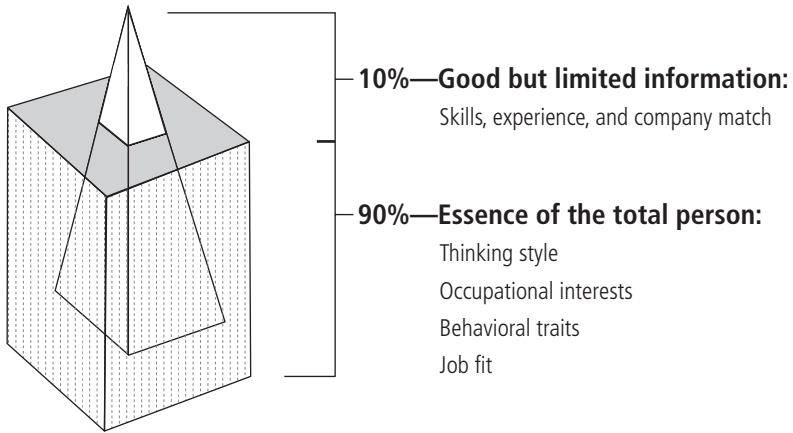 10%—Good but limited information:
Skills, experience, and company match
90%—Essence of the total person:
Thinking style
Occupational interests
Behavioral traits
Job fit